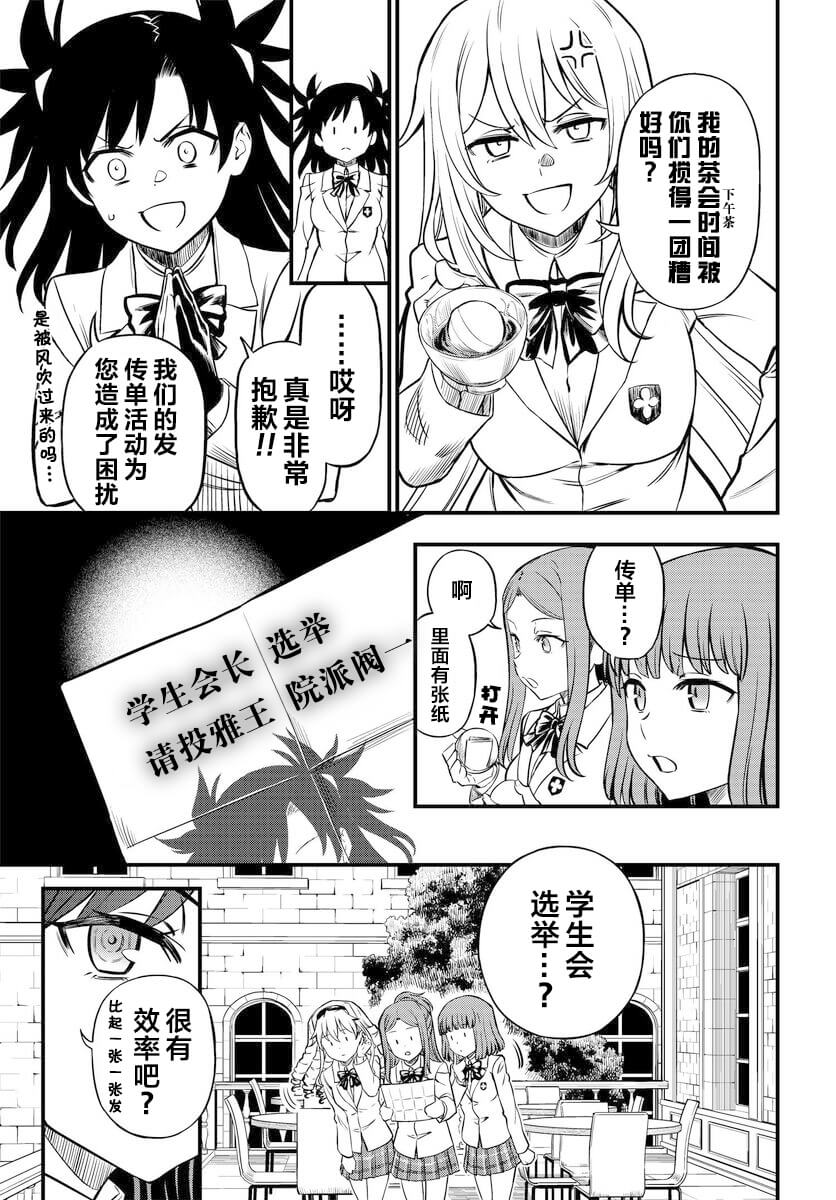 我的茶会时间被
下午茶
你们搅得一团糟
好吗？
……哎呀
真是非常
抱歉!!
我们的发
传单活动为
您造成了困扰
是被风吹过来的吗…
传单…？
啊
里面有张纸
打开
学生会长 选举
请投雅王 院派阀一
学生会
选举…？
很有
效率吧？
比起一张一张发